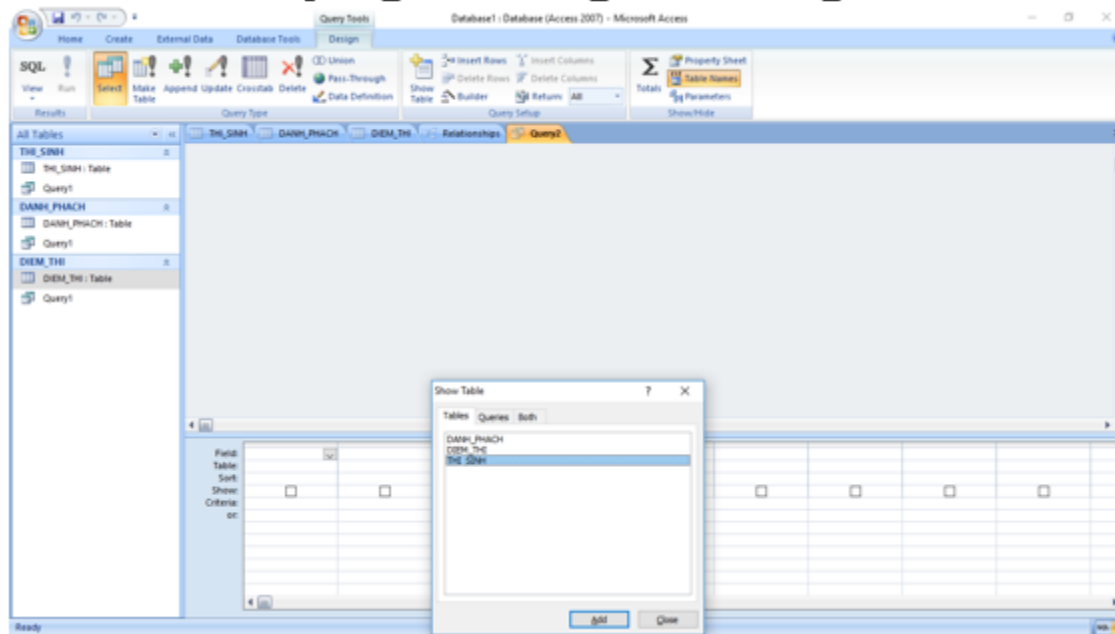 Query Tools Database1 : Database (Access 2007) - Microsoft Access
Home Create External Data Database Tools Design
SQL View Run Select Make Table Append Update Crosstab Delete Union Pass-Through Data Definition Show Table Insert Rows Delete Rows Builder Insert Columns Delete Columns Return: All Totals Property Sheet Table Names Parameters
Results Query Type Query Setup Show/Hide
All Tables THI_SINH DANH_PHACH DIEM_THI Relationships Query2
THI_SINH
THI_SINH : Table
Query1
DANH_PHACH
DANH_PHACH : Table
Query1
DIEM_THI
DIEM_THI : Table
Query1
Show Table ?
Tables Queries Both
DANH_PHACH
DIEM_THI
THI_SINH
Field:
Table:
Sort:
Show:
Criteria:
or:
Add Close
Ready